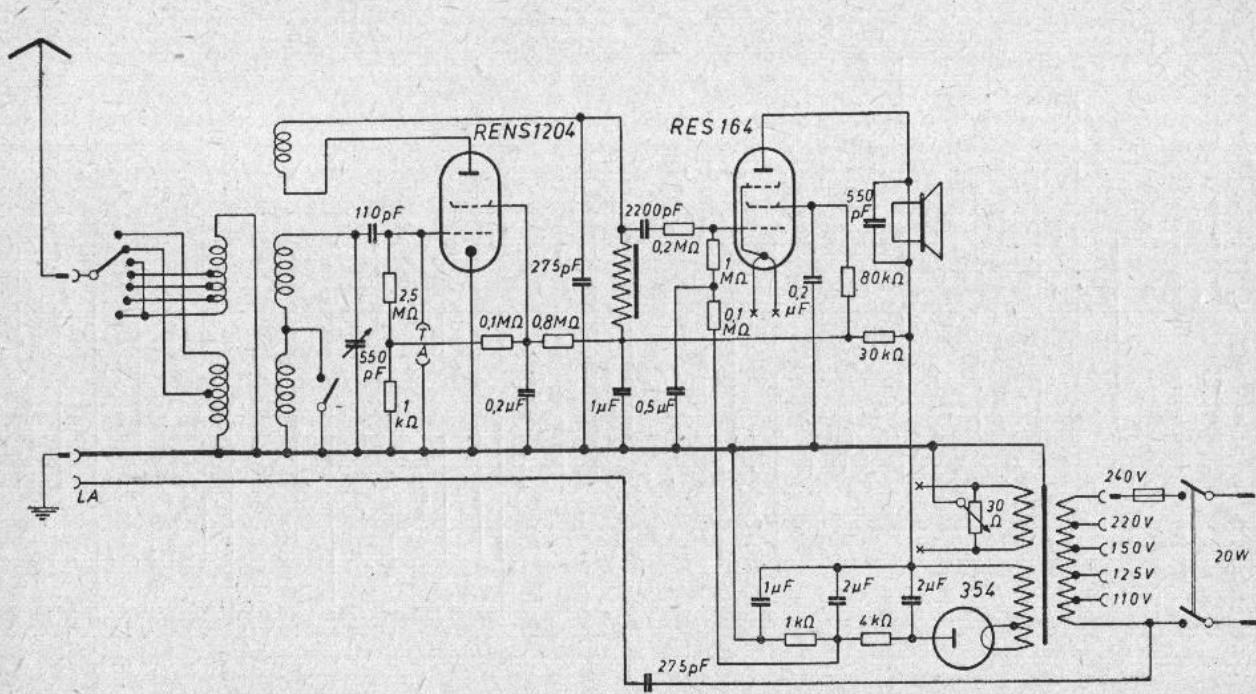 RENS1204
RES 164
110pF
2,5
MΩ
550
pF
1
kΩ
T
A
0,1MΩ
0,8MΩ
0,2µF
275pF
2200pF
0,2MΩ
1
MΩ
0,1
MΩ
1µF
0,5µF
0,2
µF
550
pF
80kΩ
30kΩ
LA
30
Ω
240V
220V
150V
125V
110V
20W
1µF
2µF
2µF
354
1kΩ
4kΩ
275pF